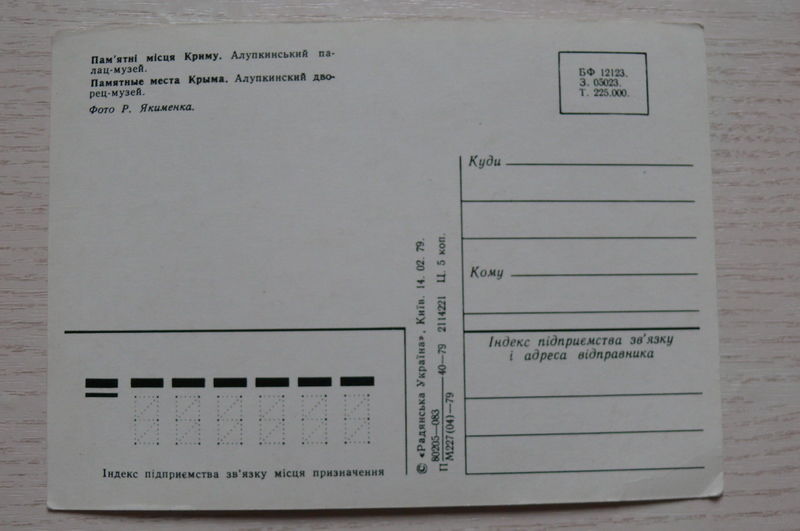 Пам'ятні місця Криму. Алупкинський па-
лац-музей.
Памятные места Крыма. Алупкинский дво-
рец-музей.
Фото Р. Якименка.
БФ 12123.
З. 05023.
Т. 225.000.
Куди
Кому
Індекс підприємства зв'язку
і адреса відправника
© «Радянська Україна», Київ. 14. 02. 79.
П 80205—083 —40—79 2114221 Ц. 5 коп.
М227(04)—79
Індекс підприємства зв'язку місця призначення